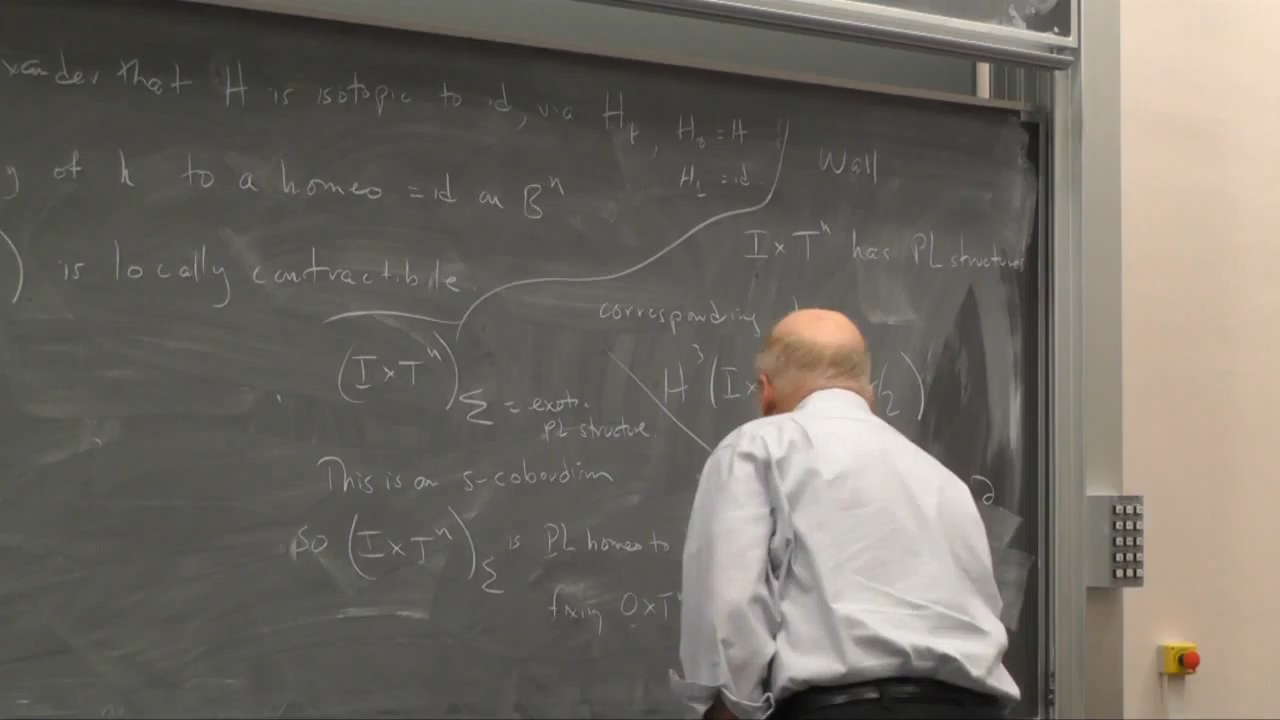 xander that H is isotopic to id, via H_t, H_0 = H
H_1 = id.
y of h to a homeo = id on B^n
) is locally contractibile.
Wall
I × T^n has PL structures
corresponding
H^3 (I × /2)
∂
(I × T^n)_Σ = exotic
PL structure.
This is an s-cobordism
So (I × T^n)_Σ is PL homeo to
fixing 0 × T^n